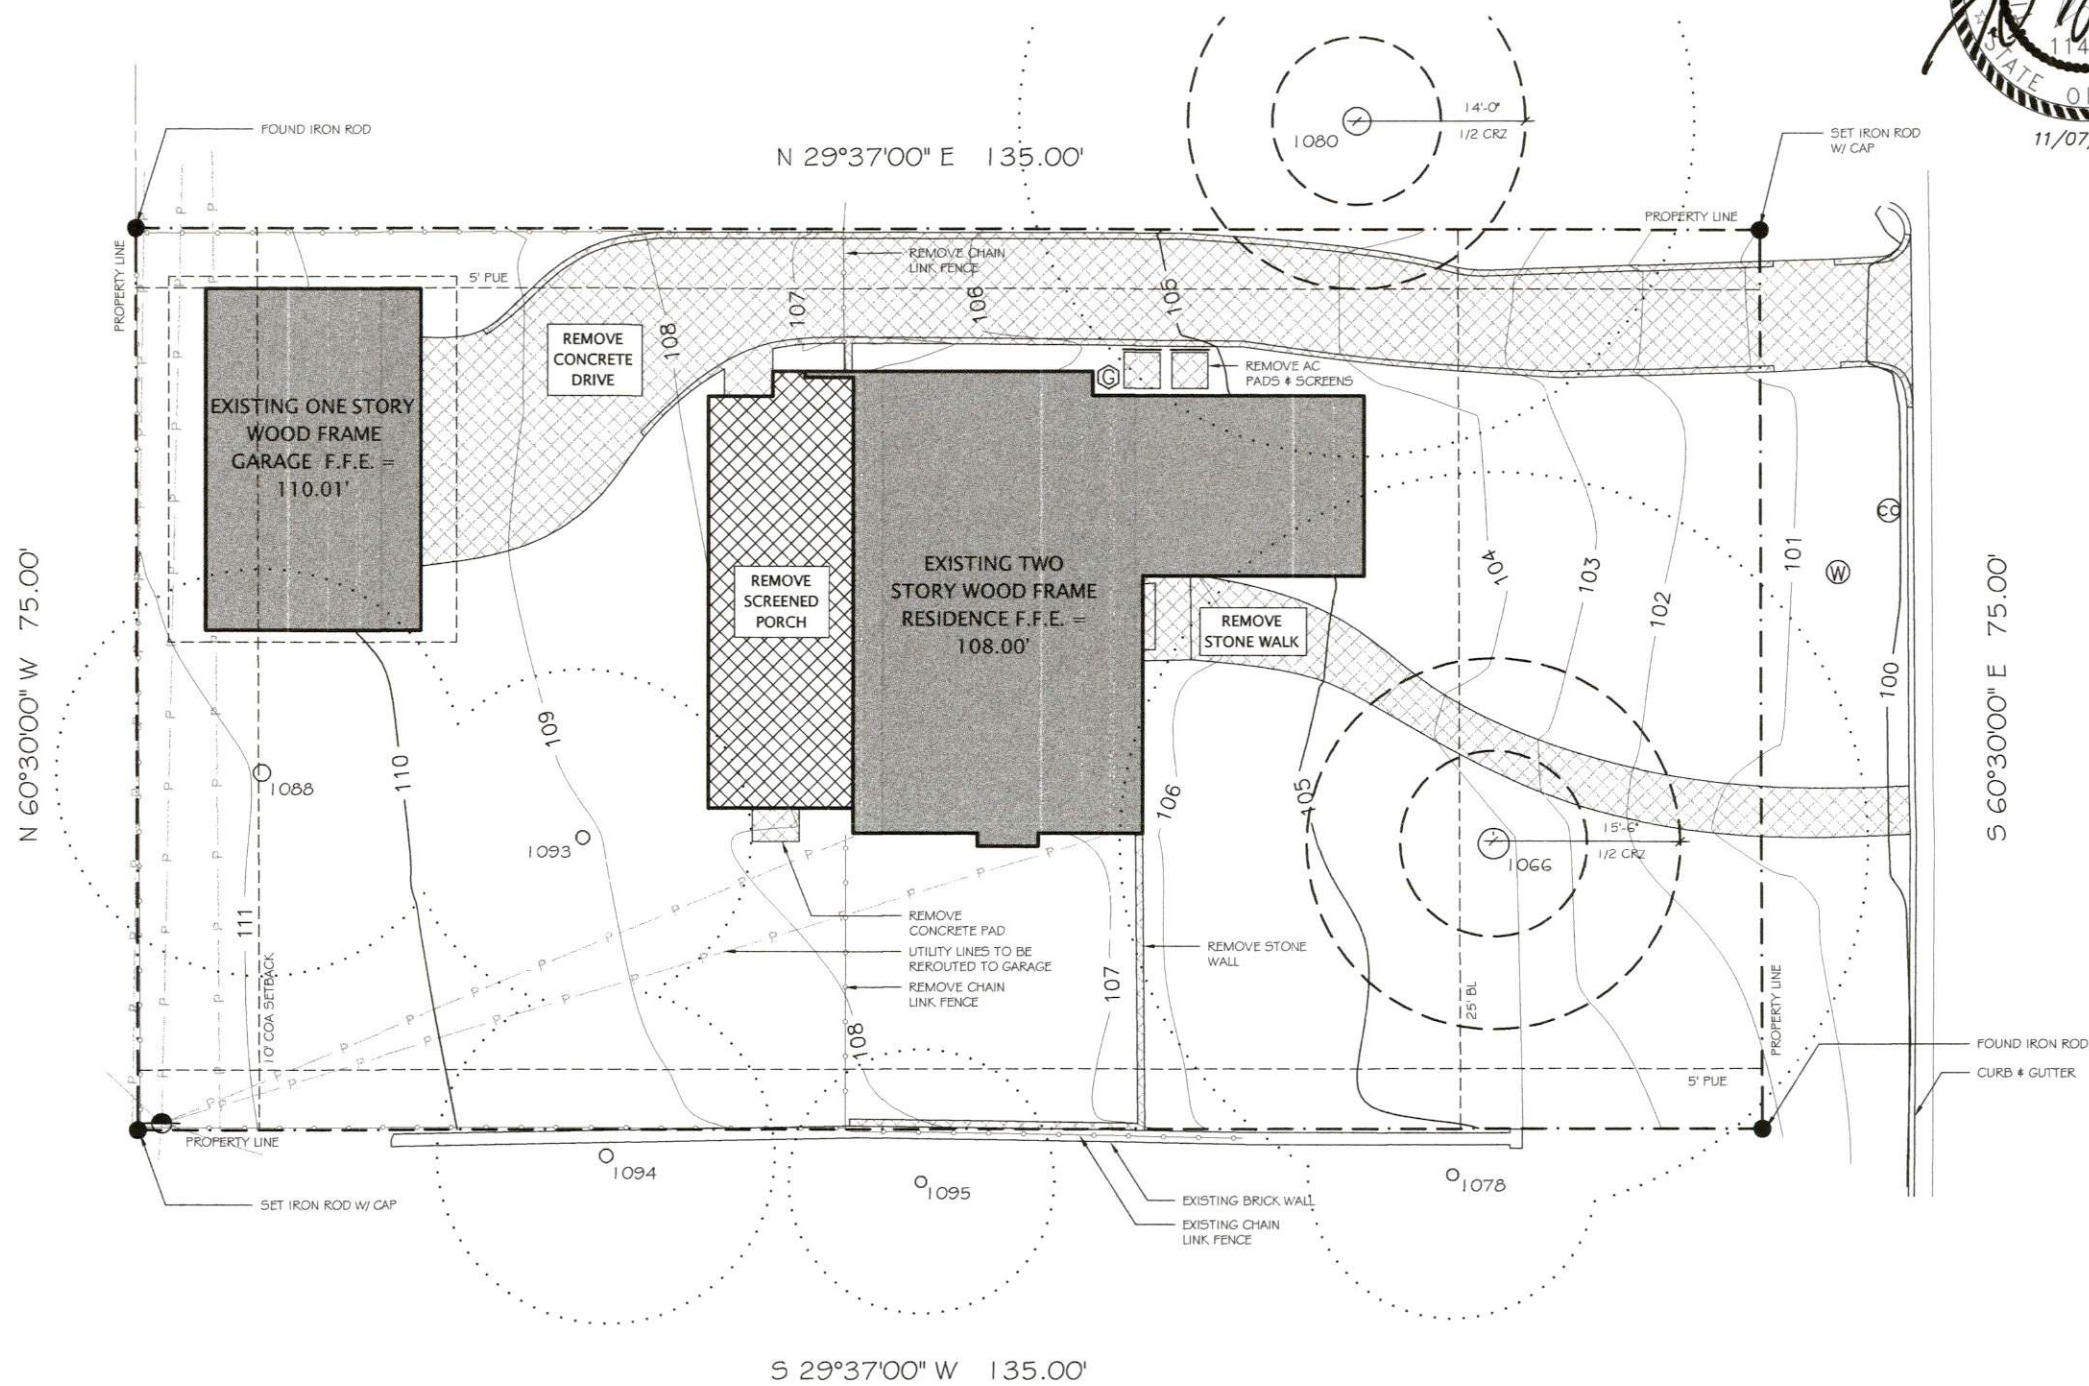 114
STATE OF
11/07/
FOUND IRON ROD
N 29°37'00" E 135.00'
1080
14'-0"
1/2 CRZ
SET IRON ROD
W/ CAP
PROPERTY LINE
PROPERTY LINE
5' PUE
REMOVE CHAIN
LINK FENCE
108
107
106
105
REMOVE
CONCRETE
DRIVE
REMOVE AC
PADS & SCREENS
G
EXISTING ONE STORY
WOOD FRAME
GARAGE F.F.E. =
110.01'
EXISTING TWO
STORY WOOD FRAME
RESIDENCE F.F.E. =
108.00'
REMOVE
SCREENED
PORCH
REMOVE
STONE WALK
104
103
102
101
100
CO
W
N 60°30'00" W 75.00'
S 60°30'00" E 75.00'
109
110
111
1088
1093
106
105
15'-6"
1/2 CRZ
1066
REMOVE
CONCRETE PAD
UTILITY LINES TO BE
REROUTED TO GARAGE
REMOVE CHAIN
LINK FENCE
REMOVE STONE
WALL
107
108
10' COA SETBACK
25' BL
PROPERTY LINE
5' PUE
FOUND IRON ROD
CURB & GUTTER
PROPERTY LINE
1094
1095
1078
SET IRON ROD W/ CAP
EXISTING BRICK WALL
EXISTING CHAIN
LINK FENCE
S 29°37'00" W 135.00'